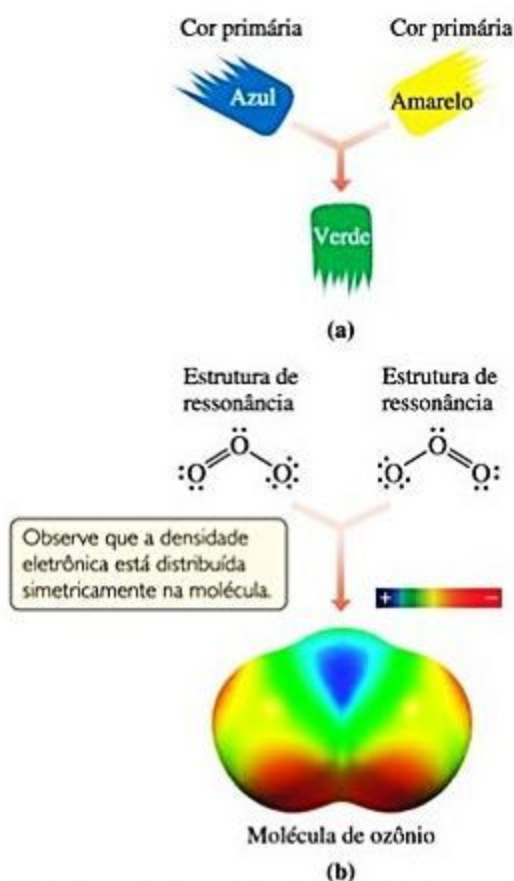 Cor primária Cor primária
Azul Amarelo
Verde
(a)
Estrutura de ressonância
Estrutura de ressonância
O O O O O O
Observe que a densidade
eletrônica está distribuída
simetricamente na molécula.
+ −
Molécula de ozônio
(b)